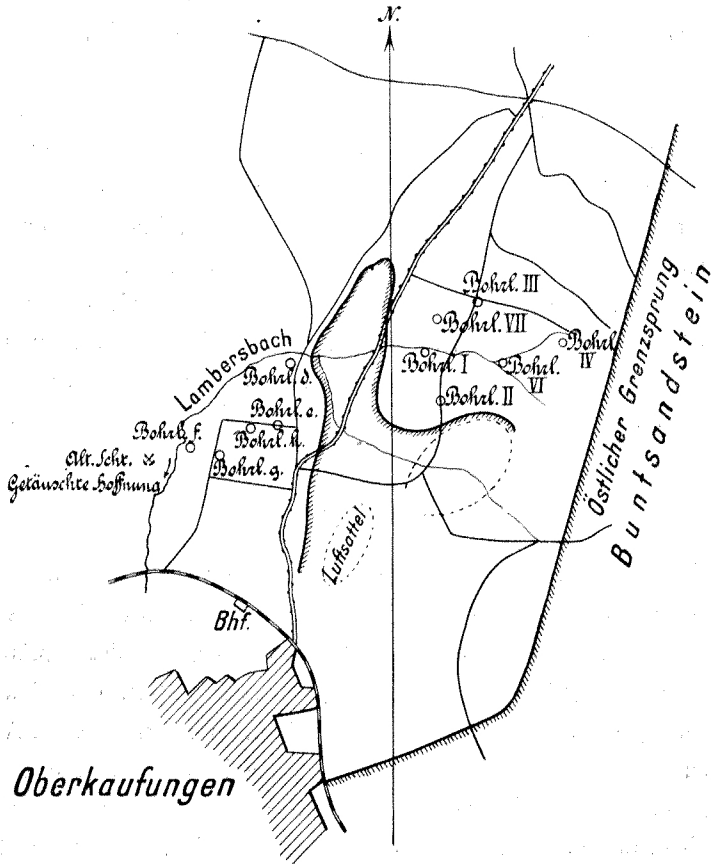 N.
Bohrl. III
Bohrl. VII
Bohrl. IV
Bohrl. I
Bohrl. VI
Bohrl. II
Lambersbach
Bohrl. d.
Bohrl. e.
Bohrl. f.
Bohrl. h.
Bohrl. g.
Alt. Scht.
Getäuschte Hoffnung
Östlicher Grenzsprung
Buntsandstein
Luftsattel
Bhf.
Oberkaufungen